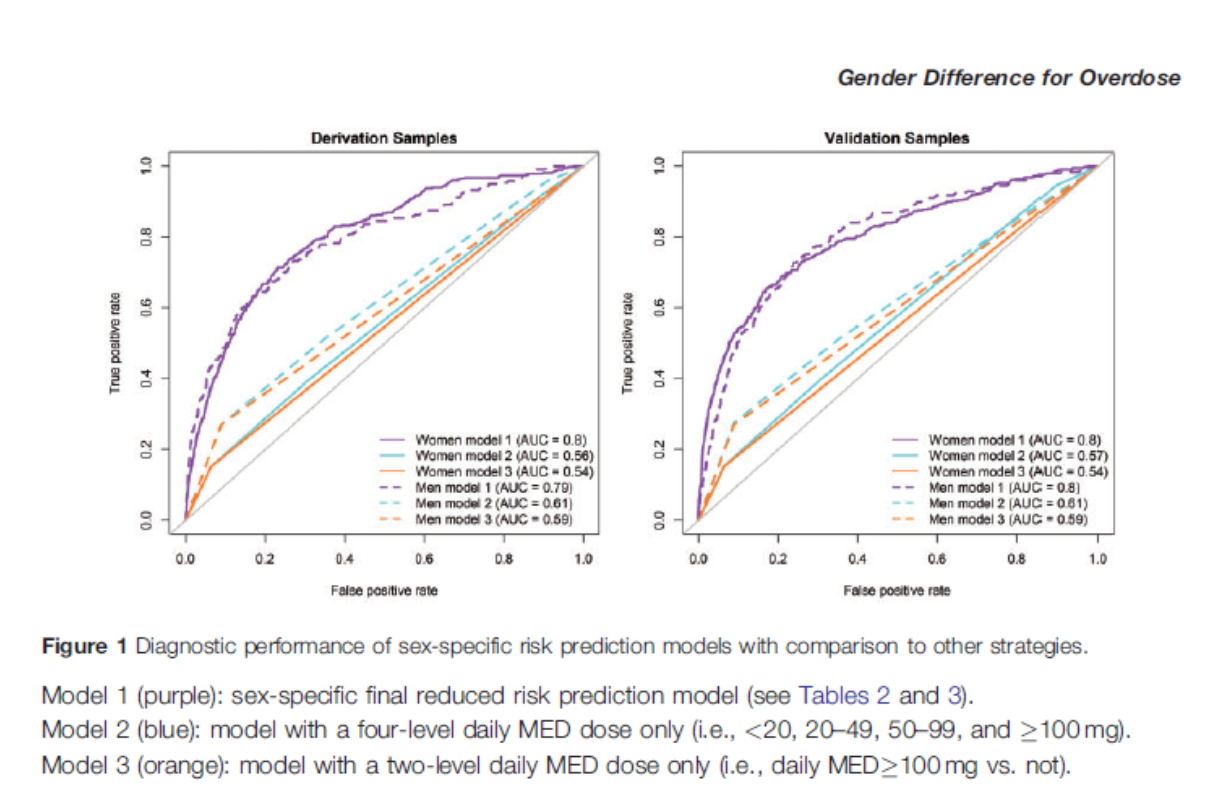 Gender Difference for Overdose
Derivation Samples
True positive rate
1.0
0.8
0.6
0.4
0.2
0.0
Women model 1 (AUC = 0.8)
Women model 2 (AUC = 0.56)
Women model 3 (AUC = 0.54)
Men model 1 (AUC = 0.79)
Men model 2 (AUC = 0.61)
Men model 3 (AUC = 0.59)
0.0 0.2 0.4 0.6 0.8 1.0
False positive rate
Validation Samples
True positive rate
1.0
0.8
0.6
0.4
0.2
0.0
Women model 1 (AUC = 0.8)
Women model 2 (AUC = 0.57)
Women model 3 (AUC = 0.54)
Men model 1 (AUC = 0.8)
Men model 2 (AUC = 0.61)
Men model 3 (AUC = 0.59)
0.0 0.2 0.4 0.6 0.8 1.0
False positive rate
Figure 1 Diagnostic performance of sex-specific risk prediction models with comparison to other strategies.
Model 1 (purple): sex-specific final reduced risk prediction model (see Tables 2 and 3).
Model 2 (blue): model with a four-level daily MED dose only (i.e., <20, 20–49, 50–99, and ≥100 mg).
Model 3 (orange): model with a two-level daily MED dose only (i.e., daily MED≥100 mg vs. not).